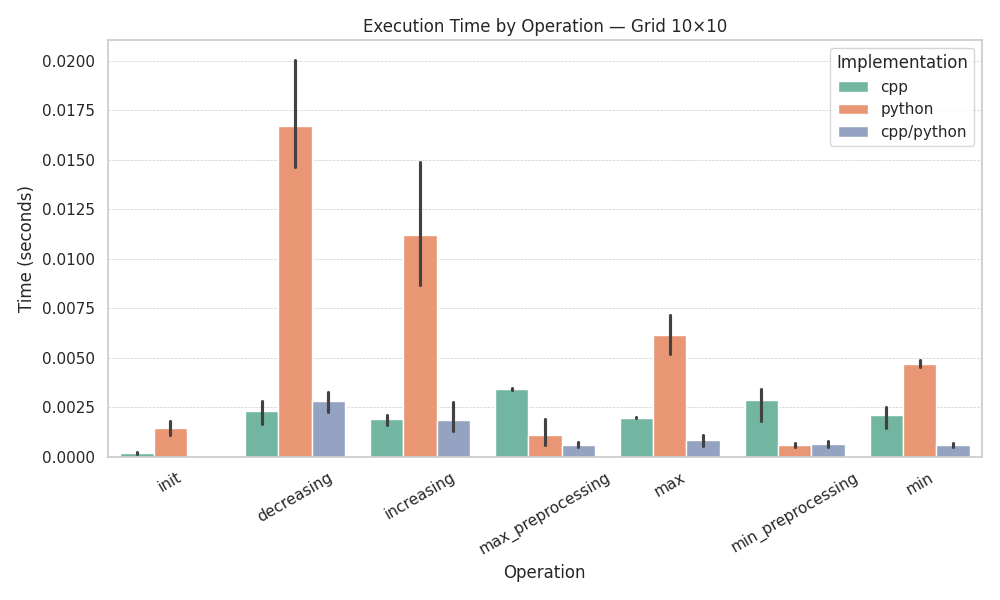 Execution Time by Operation — Grid 10×10
Time (seconds)
0.0200
0.0175
0.0150
0.0125
0.0100
0.0075
0.0050
0.0025
0.0000
Implementation
cpp
python
cpp/python
init
decreasing
increasing
max_preprocessing
max
min_preprocessing
min
Operation